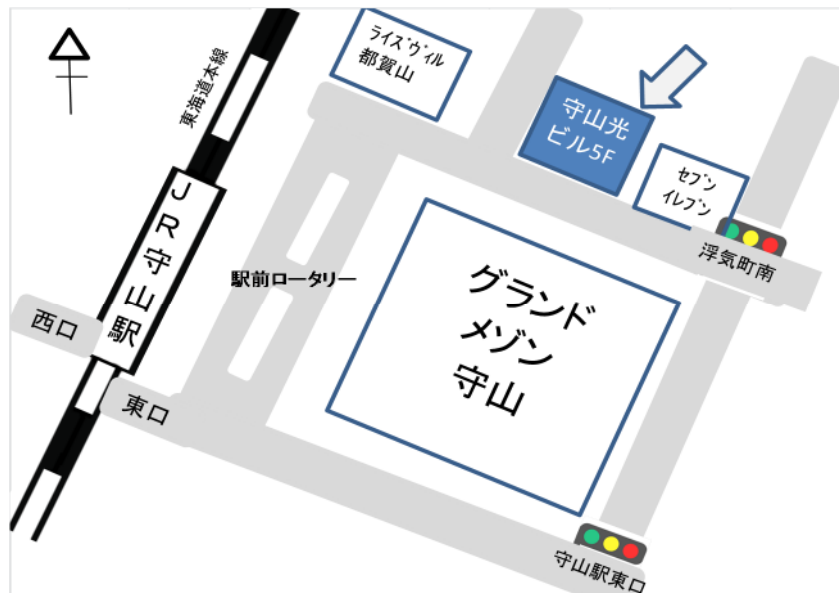 ライズヴィル
都賀山
東海道本線
守山光
ビル5F
セブン
イレブン
JR守山駅
浮気町南
駅前ロータリー
グランド
メゾン
守山
西口
東口
守山駅東口